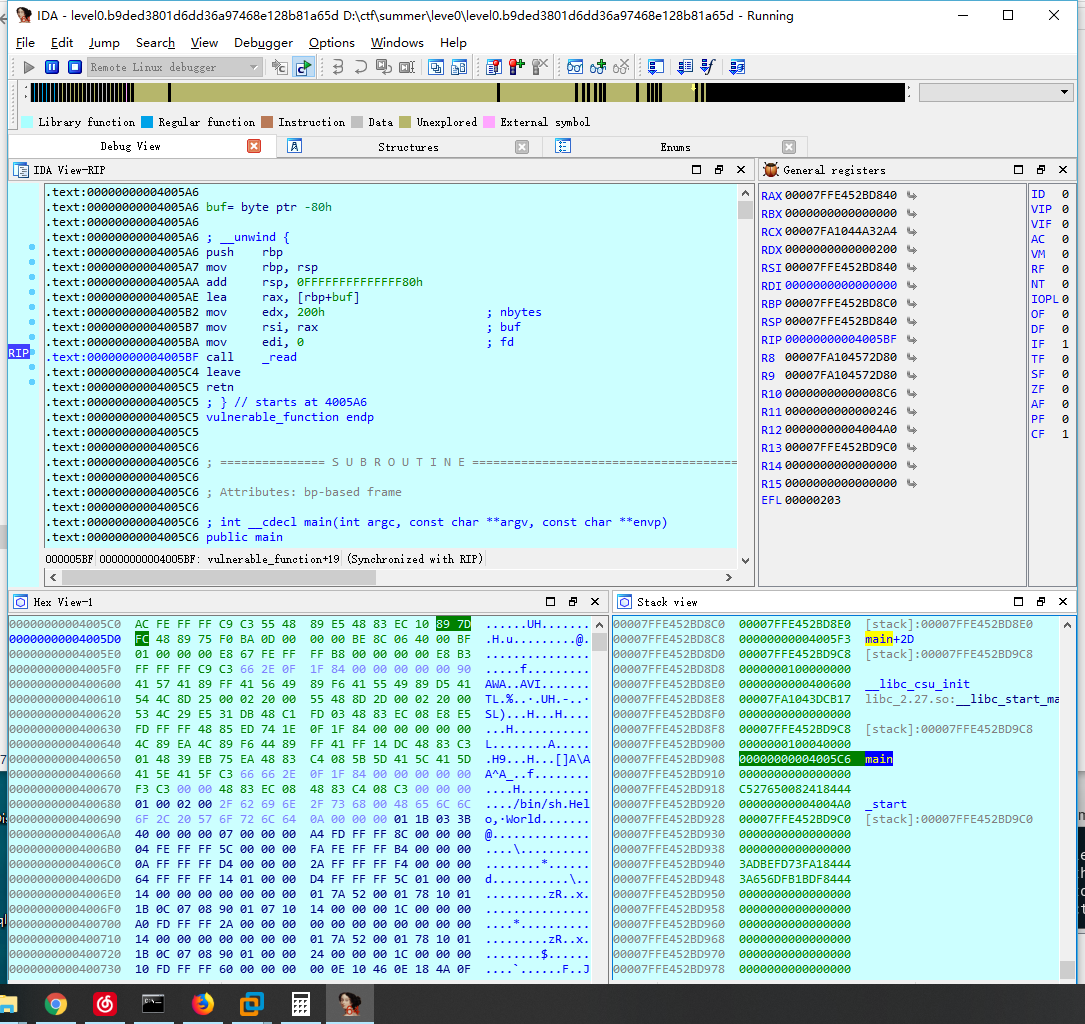 IDA - level0.b9ded3801d6dd36a97468e128b81a65d D:\ctf\summer\leve0\level0.b9ded3801d6dd36a97468e128b81a65d - Running
File Edit Jump Search View Debugger Options Windows Help
Remote Linux debugger
Library function Regular function Instruction Data Unexplored External symbol
Debug View Structures Enums
IDA View-RIP
.text:00000000004005A6
.text:00000000004005A6 buf= byte ptr -80h
.text:00000000004005A6
.text:00000000004005A6 ; __unwind {
.text:00000000004005A6 push rbp
.text:00000000004005A7 mov rbp, rsp
.text:00000000004005AA add rsp, 0FFFFFFFFFFFFFF80h
.text:00000000004005AE lea rax, [rbp+buf]
.text:00000000004005B2 mov edx, 200h ; nbytes
.text:00000000004005B7 mov rsi, rax ; buf
.text:00000000004005BA mov edi, 0 ; fd
RIP .text:00000000004005BF call _read
.text:00000000004005C4 leave
.text:00000000004005C5 retn
.text:00000000004005C5 ; } // starts at 4005A6
.text:00000000004005C5 vulnerable_function endp
.text:00000000004005C5
.text:00000000004005C6
.text:00000000004005C6 ; =============== S U B R O U T I N E =======================================
.text:00000000004005C6
.text:00000000004005C6 ; Attributes: bp-based frame
.text:00000000004005C6
.text:00000000004005C6 ; int __cdecl main(int argc, const char **argv, const char **envp)
.text:00000000004005C6 public main
000005BF 00000000004005BF: vulnerable_function+19 (Synchronized with RIP)
General registers
RAX 00007FFE452BD840
RBX 0000000000000000
RCX 00007FA1044A32A4
RDX 0000000000000200
RSI 00007FFE452BD840
RDI 0000000000000000
RBP 00007FFE452BD8C0
RSP 00007FFE452BD840
RIP 00000000004005BF
R8 00007FA104572D80
R9 00007FA104572D80
R10 00000000000008C6
R11 0000000000000246
R12 00000000004004A0
R13 00007FFE452BD9C0
R14 0000000000000000
R15 0000000000000000
EFL 00000203
ID 0
VIP 0
VIF 0
AC 0
VM 0
RF 0
NT 0
IOPL 0
OF 0
DF 0
IF 1
TF 0
SF 0
ZF 0
AF 0
PF 0
CF 1
Hex View-1
00000000004005C0 AC FE FF FF C9 C3 55 48 89 E5 48 83 EC 10 89 7D ......UH.......
00000000004005D0 FC 48 89 75 F0 BA 0D 00 00 00 BE 8C 06 40 00 BF .H.u.........@.
00000000004005E0 01 00 00 00 E8 67 FE FF FF B8 00 00 00 00 E8 B3
00000000004005F0 FF FF FF C9 C3 66 2E 0F 1F 84 00 00 00 00 00 90
0000000000400600 41 57 41 89 FF 41 56 49 89 F6 41 55 49 89 D5 41 AWA..AVI
0000000000400610 54 4C 8D 25 00 02 20 00 55 48 8D 2D 00 02 20 00
0000000000400620 53 4C 29 E5 31 DB 48 C1 FD 03 48 83 EC 08 E8 E5
0000000000400630 FD FF FF 48 85 ED 74 1E 0F 1F 84 00 00 00 00 00
0000000000400640 4C 89 EA 4C 89 F6 44 89 FF 41 FF 14 DC 48 83 C3
0000000000400650 01 48 39 EB 75 EA 48 83 C4 08 5B 5D 41 5C 41 5D .H9...H...[]A\A
0000000000400660 41 5E 41 5F C3 66 66 2E 0F 1F 84 00 00 00 00 00
0000000000400670 F3 C3 00 00 48 83 EC 08 48 83 C4 08 C3 00 00 00
0000000000400680 01 00 02 00 2F 62 69 6E 2F 73 68 00 48 65 6C 6C ..../bin/sh.Hel
0000000000400690 6F 2C 20 57 6F 72 6C 64 0A 00 00 00 01 1B 03 3B o,·World
00000000004006A0 40 00 00 00 07 00 00 00 A4 FD FF FF 8C 00 00 00
00000000004006B0 04 FE FF FF 5C 00 00 00 FA FE FF FF B4 00 00 00
00000000004006C0 0A FF FF FF D4 00 00 00 2A FF FF FF F4 00 00 00
00000000004006D0 64 FF FF FF 14 01 00 00 D4 FF FF FF 5C 01 00 00
00000000004006E0 14 00 00 00 00 00 00 00 01 7A 52 00 01 78 10 01 .........zR..x.
00000000004006F0 1B 0C 07 08 90 01 07 10 14 00 00 00 1C 00 00 00
0000000000400700 A0 FD FF FF 2A 00 00 00 00 00 00 00 00 00 00 00
0000000000400710 14 00 00 00 00 00 00 00 01 7A 52 00 01 78 10 01 .........zR..x.
0000000000400720 1B 0C 07 08 90 01 00 00 24 00 00 00 1C 00 00 00
0000000000400730 10 FD FF FF 60 00 00 00 00 0E 10 46 0E 18 4A 0F
Stack view
00007FFE452BD8C0 00007FFE452BD8E0 [stack]:00007FFE452BD8E0
00007FFE452BD8C8 00000000004005F3 main+2D
00007FFE452BD8D0 00007FFE452BD9C8 [stack]:00007FFE452BD9C8
00007FFE452BD8D8 0000000100000000
00007FFE452BD8E0 0000000000400600 __libc_csu_init
00007FFE452BD8E8 00007FA1043DCB17 libc_2.27.so:__libc_start_ma
00007FFE452BD8F0 0000000000000000
00007FFE452BD8F8 00007FFE452BD9C8 [stack]:00007FFE452BD9C8
00007FFE452BD900 0000000100040000
00007FFE452BD908 00000000004005C6 main
00007FFE452BD910 0000000000000000
00007FFE452BD918 C527650082418444
00007FFE452BD920 00000000004004A0 _start
00007FFE452BD928 00007FFE452BD9C0 [stack]:00007FFE452BD9C0
00007FFE452BD930 0000000000000000
00007FFE452BD938 0000000000000000
00007FFE452BD940 3ADBEFD73FA18444
00007FFE452BD948 3A656DFB1BDF8444
00007FFE452BD950 0000000000000000
00007FFE452BD958 0000000000000000
00007FFE452BD960 0000000000000000
00007FFE452BD968 0000000000000000
00007FFE452BD970 0000000000000000
00007FFE452BD978 0000000000000000